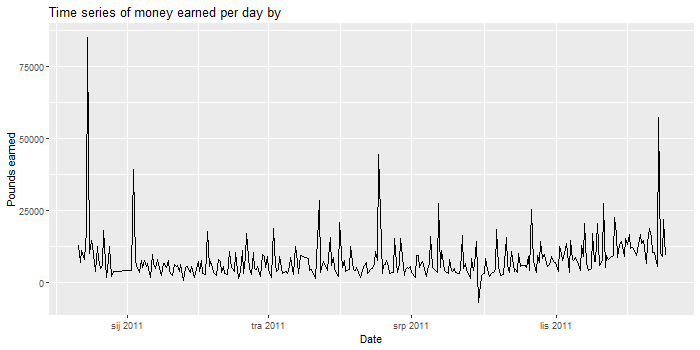 Time series of money earned per day by
75000
50000
25000
0
Pounds earned
sij 2011
tra 2011
srp 2011
lis 2011
Date